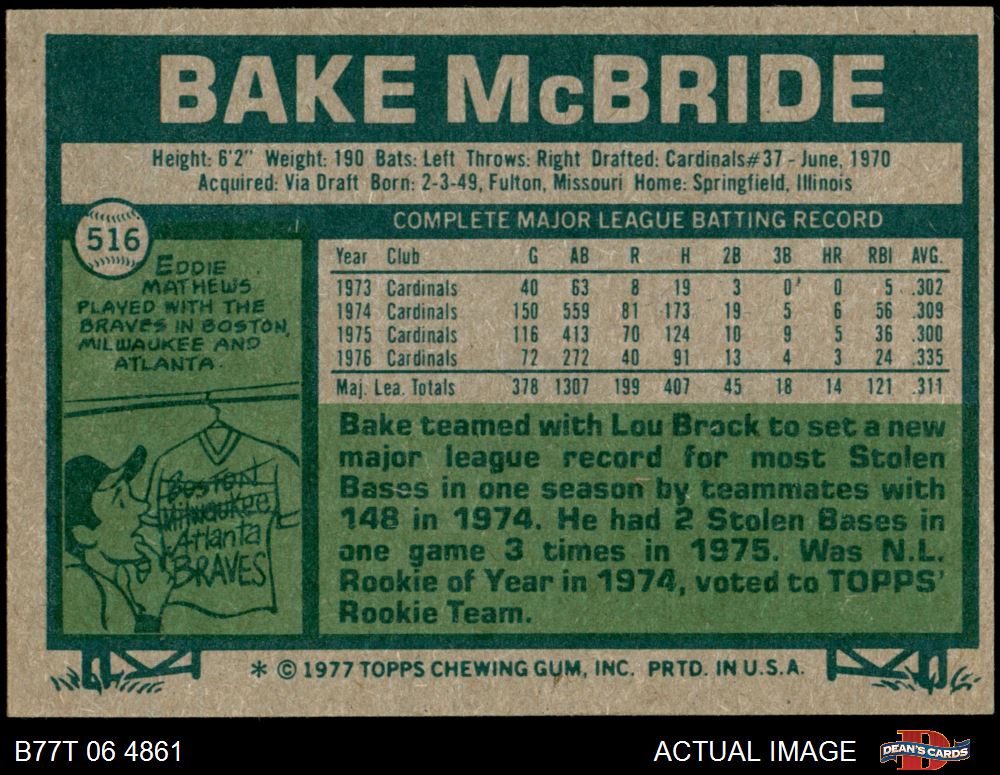 BAKE McBRIDE
Height: 6'2" Weight: 190 Bats: Left Throws: Right Drafted: Cardinals#37 - June, 1970
Acquired: Via Draft Born: 2-3-49, Fulton, Missouri Home: Springfield, Illinois
516
EDDIE
MATHEWS
PLAYED WITH THE
BRAVES IN BOSTON,
MILWAUKEE AND
ATLANTA.
BOSTON
MILWAUKEE
Atlanta
BRAVES
COMPLETE MAJOR LEAGUE BATTING RECORD
Year Club G AB R H 2B 3B HR RBI AVG.
1973 Cardinals 40 63 8 19 3 0 0 5 .302
1974 Cardinals 150 559 81 173 19 5 6 56 .309
1975 Cardinals 116 413 70 124 10 9 5 36 .300
1976 Cardinals 72 272 40 91 13 4 3 24 .335
Maj. Lea. Totals 378 1307 199 407 45 18 14 121 .311
Bake teamed with Lou Brock to set a new
major league record for most Stolen
Bases in one season by teammates with
148 in 1974. He had 2 Stolen Bases in
one game 3 times in 1975. Was N.L.
Rookie of Year in 1974, voted to TOPPS'
Rookie Team.
* © 1977 TOPPS CHEWING GUM, INC. PRTD. IN U.S.A.
B77T 06 4861
ACTUAL IMAGE
DEAN'S CARDS